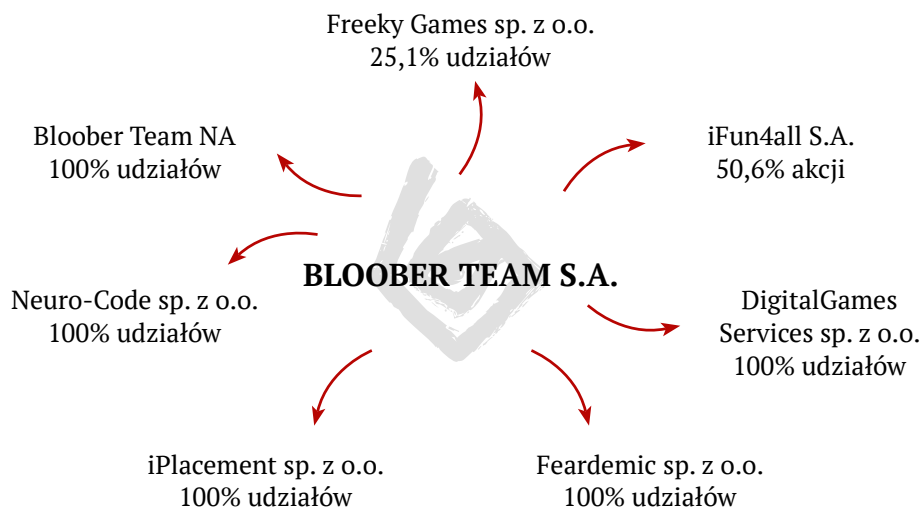 Freeky Games sp. z o.o.
25,1% udziałów
Bloober Team NA
100% udziałów
iFun4all S.A.
50,6% akcji
BLOOBER TEAM S.A.
Neuro-Code sp. z o.o.
100% udziałów
DigitalGames
Services sp. z o.o.
100% udziałów
iPlacement sp. z o.o.
100% udziałów
Feardemic sp. z o.o.
100% udziałów